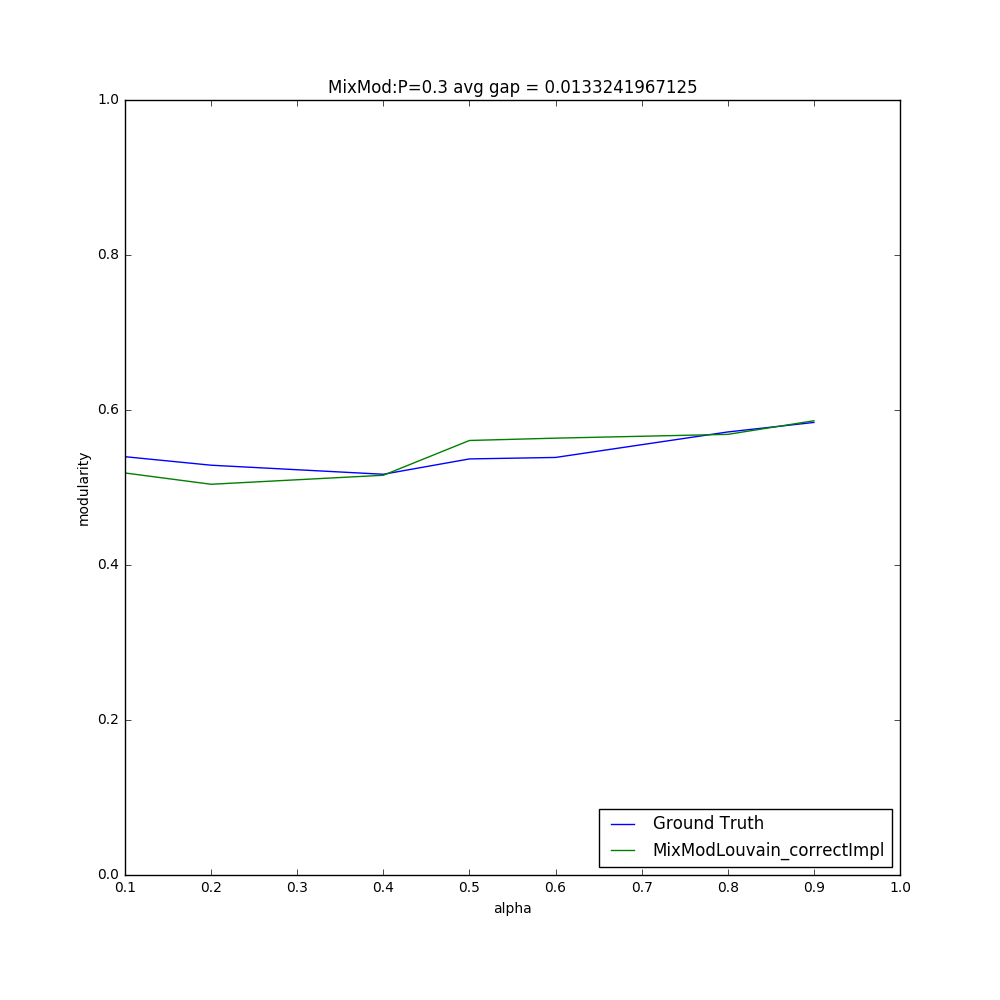 MixMod:P=0.3 avg gap = 0.0133241967125
1.0
0.8
0.6
0.4
0.2
0.0
modularity
0.1 0.2 0.3 0.4 0.5 0.6 0.7 0.8 0.9 1.0
alpha
Ground Truth
MixModLouvain_correctImpl